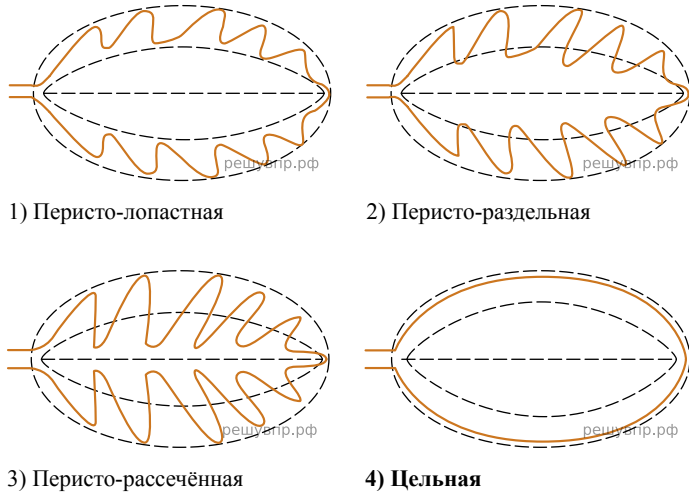 решувпр.рф
решувпр.рф
1) Перисто-лопастная
2) Перисто-раздельная
решувпр.рф
решувпр.рф
3) Перисто-рассечённая
4) Цельная